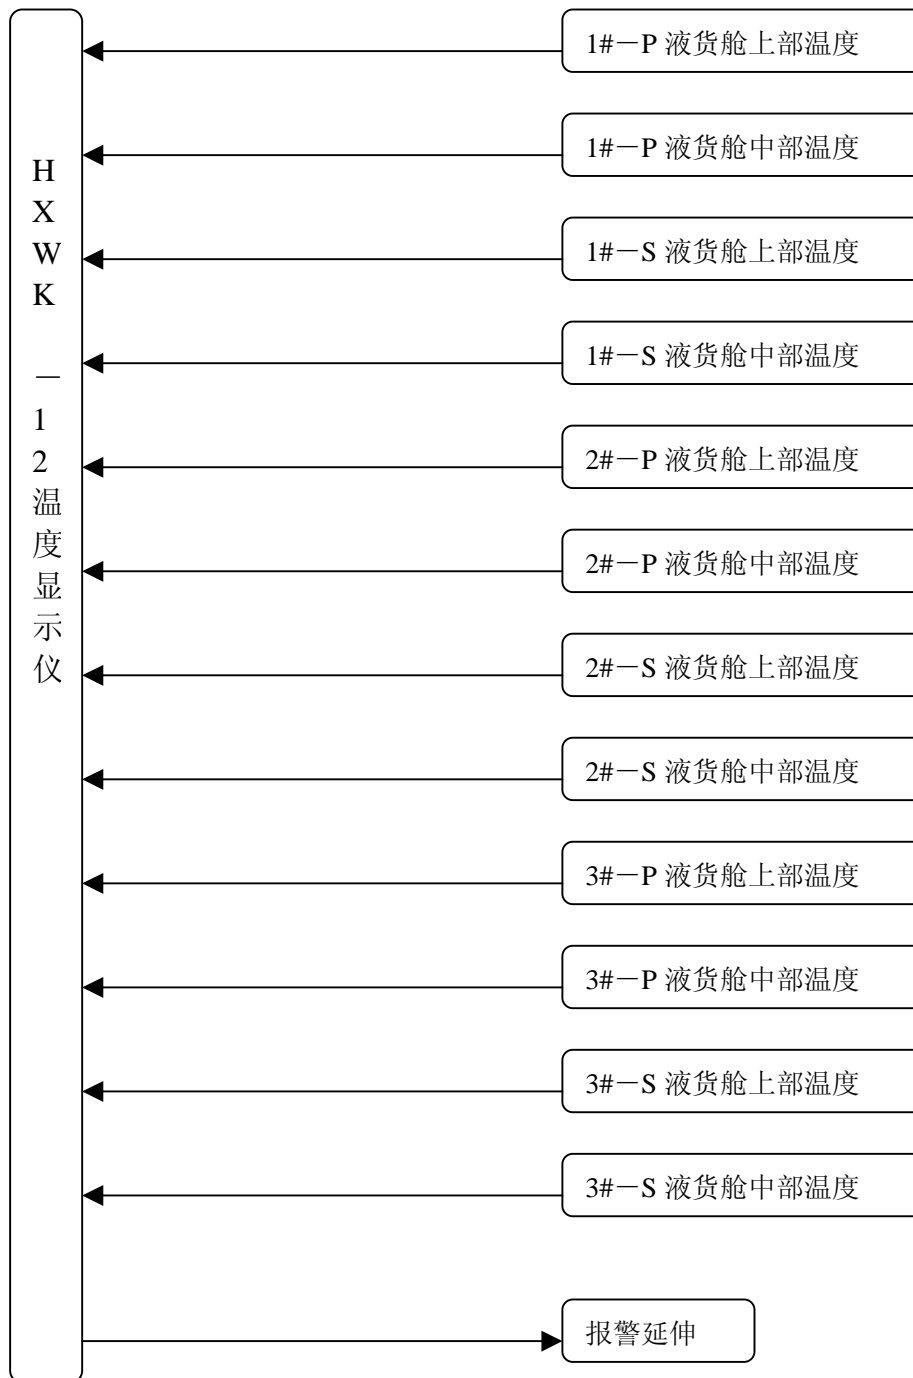 HXWK－12温度显示仪
1#－P 液货舱上部温度
1#－P 液货舱中部温度
1#－S 液货舱上部温度
1#－S 液货舱中部温度
2#－P 液货舱上部温度
2#－P 液货舱中部温度
2#－S 液货舱上部温度
2#－S 液货舱中部温度
3#－P 液货舱上部温度
3#－P 液货舱中部温度
3#－S 液货舱上部温度
3#－S 液货舱中部温度
报警延伸